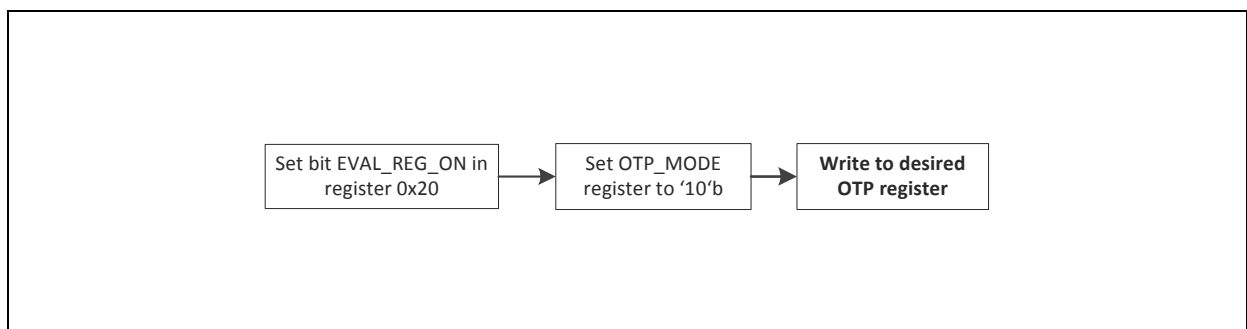 Set bit EVAL_REG_ON in
register 0x20
Set OTP_MODE
register to ‘10‘b
Write to desired
OTP register